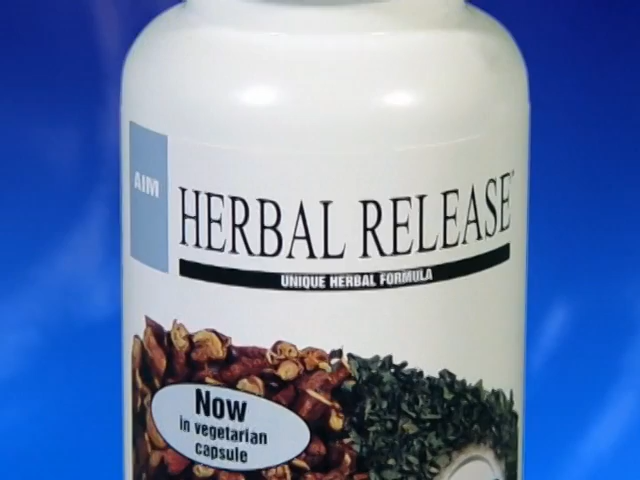 AIM
HERBAL RELEASE®
UNIQUE HERBAL FORMULA
Now
in vegetarian
capsule